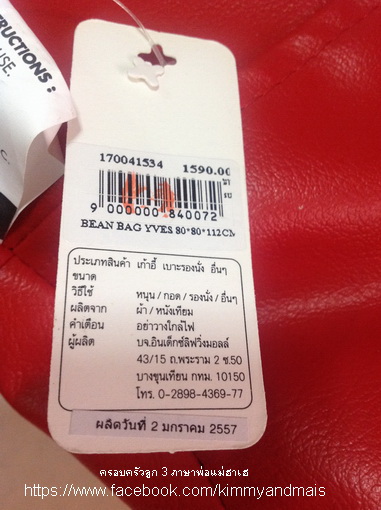 RUCTIONS :
USE.
C.
170041534 1590.00
9 000000 840072
BEAN BAG YVES 80*80*112CM
ประเภทสินค้า เก้าอี้ เบาะรองนั่ง อื่นๆ
ขนาด
วิธีใช้ หนุน / กอด / รองนั่ง / อื่นๆ
ผลิตจาก ผ้า / หนังเทียม
คำเตือน อย่าวางใกล้ไฟ
ผู้ผลิต บจ.อินเด็กซ์ลิฟวิ่งมอลล์
43/15 ถ.พระราม 2 ซ.50
บางขุนเทียน กทม. 10150
โทร. 0-2898-4369-77
ผลิตวันที่ 2 มกราคม 2557
ครอบครัวลูก 3 ภาษาพ่อแม่ฮาเฮ
https://www.facebook.com/kimmyandmais